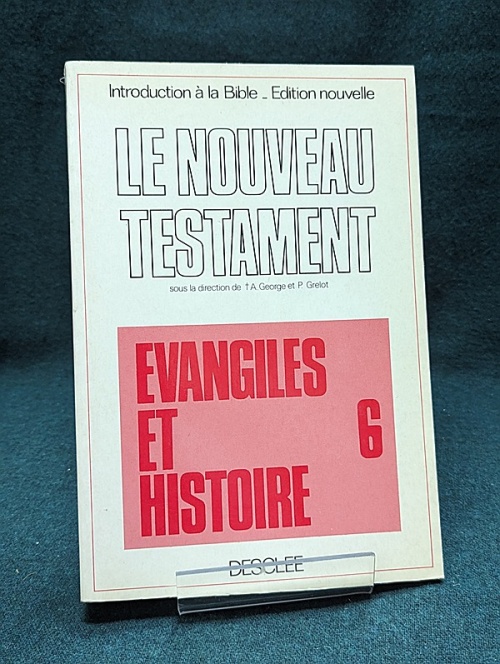 Introduction à la Bible - Edition nouvelle
LE NOUVEAU
TESTAMENT
sous la direction de † A. George et P. Grelot
EVANGILES
ET
HISTOIRE
6
DESCLÉE